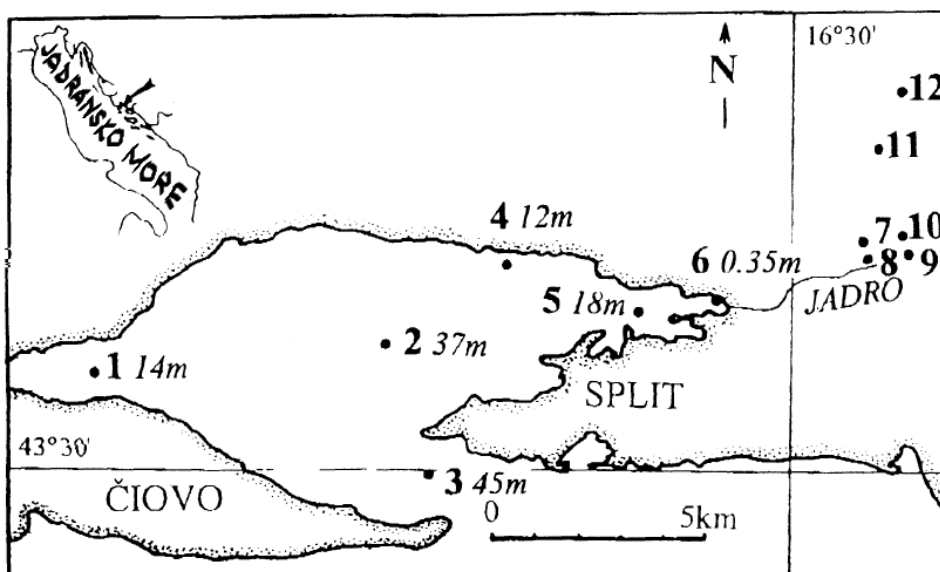 JADRANSKO MORE
N
16°30'
12
11
4 12m
7
10
6 0.35m
8
9
JADRO
5 18m
2 37m
1 14m
SPLIT
43°30'
3 45m
ČIOVO
0
5km